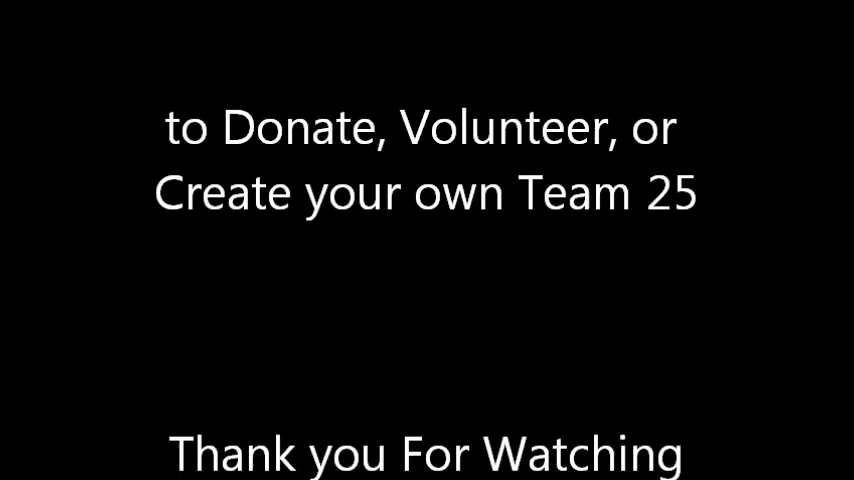 to Donate, Volunteer, or
Create your own Team 25
Thank you For Watching